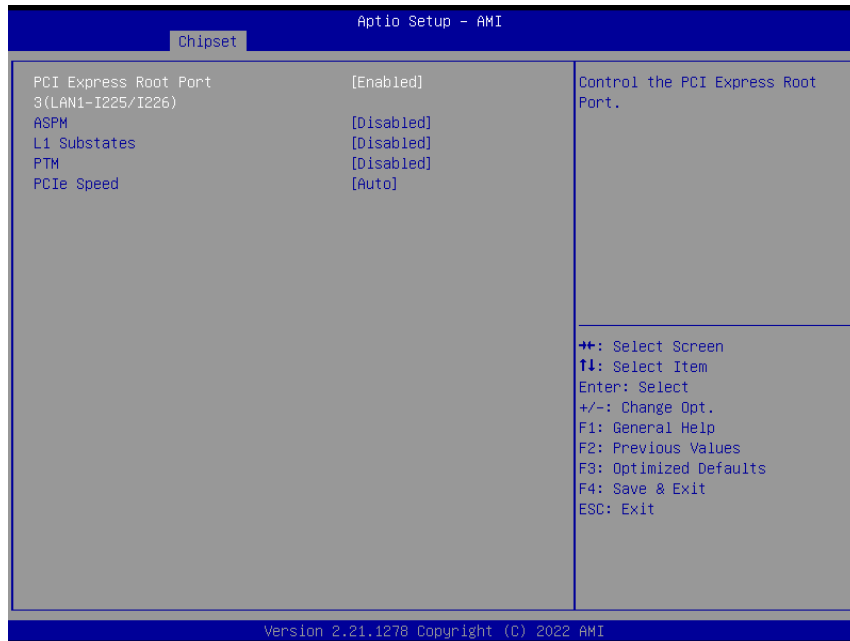 Aptio Setup – AMI
Chipset
PCI Express Root Port [Enabled]
3(LAN1-I225/I226)
ASPM [Disabled]
L1 Substates [Disabled]
PTM [Disabled]
PCIe Speed [Auto]
Control the PCI Express Root
Port.
→←: Select Screen
↑↓: Select Item
Enter: Select
+/-: Change Opt.
F1: General Help
F2: Previous Values
F3: Optimized Defaults
F4: Save & Exit
ESC: Exit
Version 2.21.1278 Copyright (C) 2022 AMI